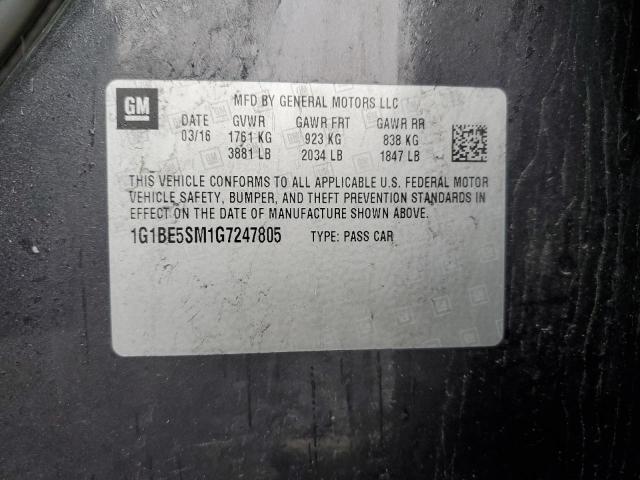 GM
MFD BY GENERAL MOTORS LLC
DATE GVWR GAWR FRT GAWR RR
03/16 1761 KG 923 KG 838 KG
3881 LB 2034 LB 1847 LB
THIS VEHICLE CONFORMS TO ALL APPLICABLE U.S. FEDERAL MOTOR
VEHICLE SAFETY, BUMPER, AND THEFT PREVENTION STANDARDS IN
EFFECT ON THE DATE OF MANUFACTURE SHOWN ABOVE.
1G1BE5SM1G7247805 TYPE: PASS CAR